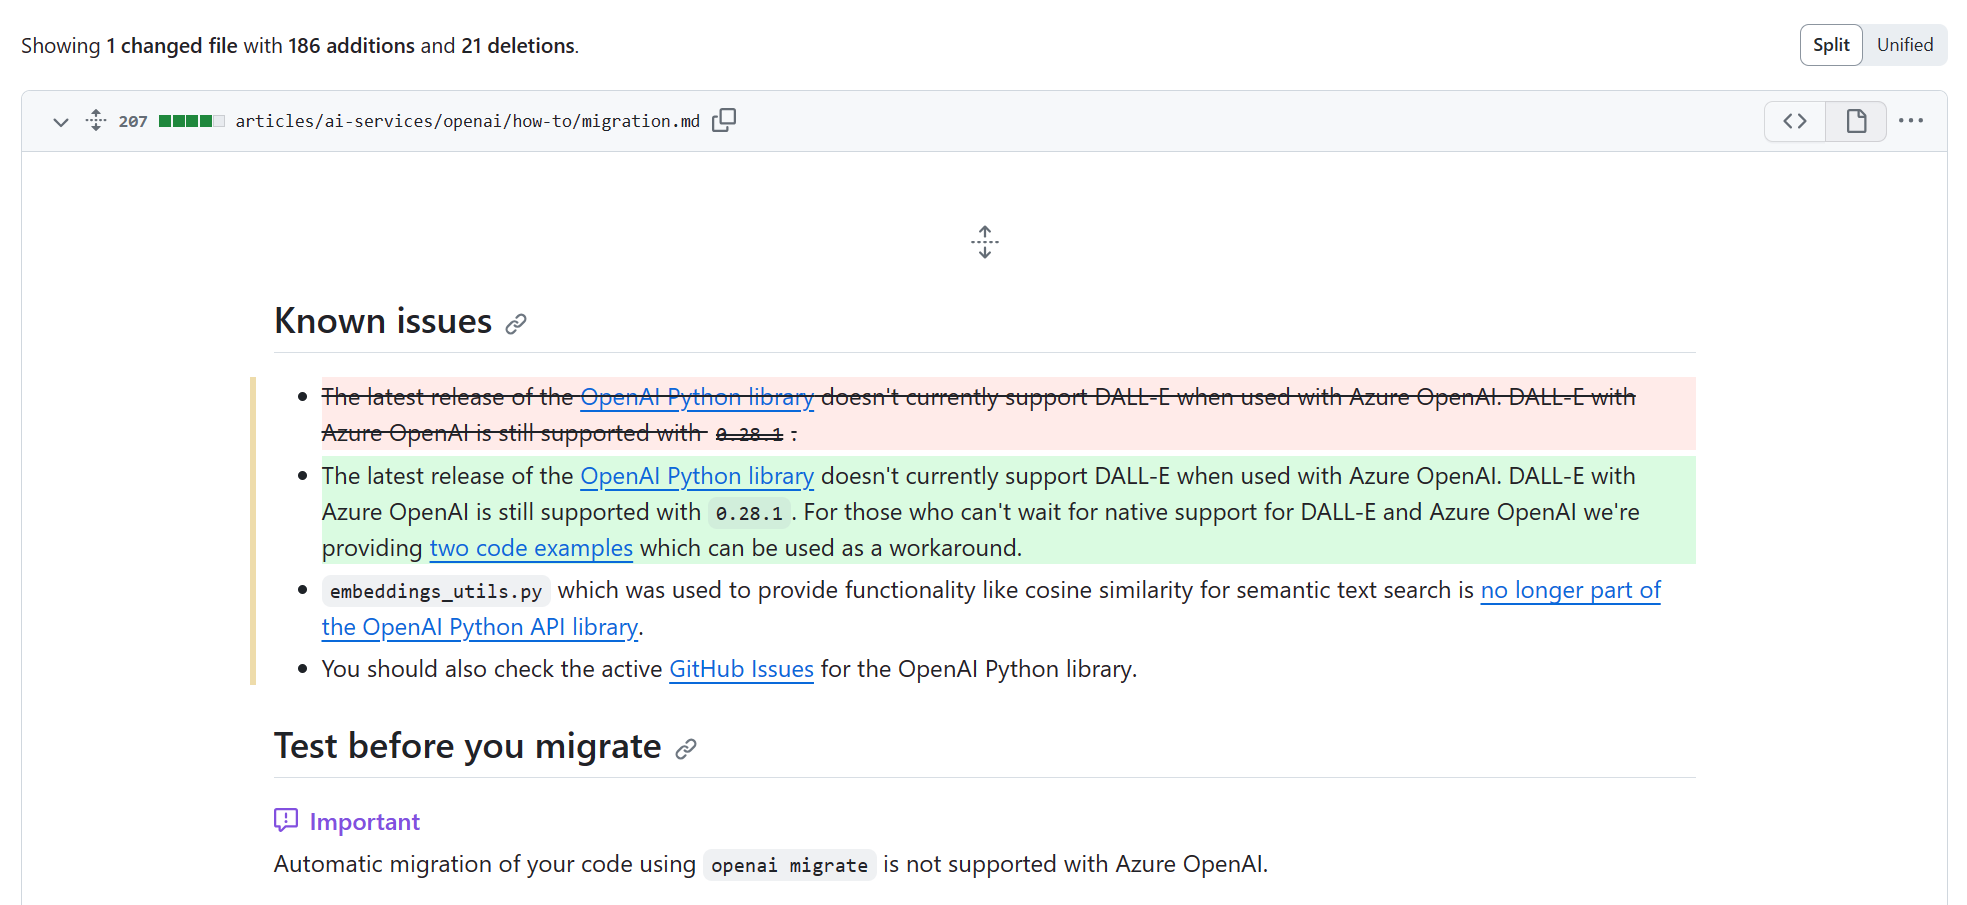 Showing 1 changed file with 186 additions and 21 deletions.
Split Unified
207 articles/ai-services/openai/how-to/migration.md
Known issues
The latest release of the OpenAI Python library doesn't currently support DALL-E when used with Azure OpenAI. DALL-E with
Azure OpenAI is still supported with 0.28.1 .
The latest release of the OpenAI Python library doesn't currently support DALL-E when used with Azure OpenAI. DALL-E with
Azure OpenAI is still supported with 0.28.1 . For those who can't wait for native support for DALL-E and Azure OpenAI we're
providing two code examples which can be used as a workaround.
embeddings_utils.py which was used to provide functionality like cosine similarity for semantic text search is no longer part of
the OpenAI Python API library.
You should also check the active GitHub Issues for the OpenAI Python library.
Test before you migrate
Important
Automatic migration of your code using openai migrate is not supported with Azure OpenAI.